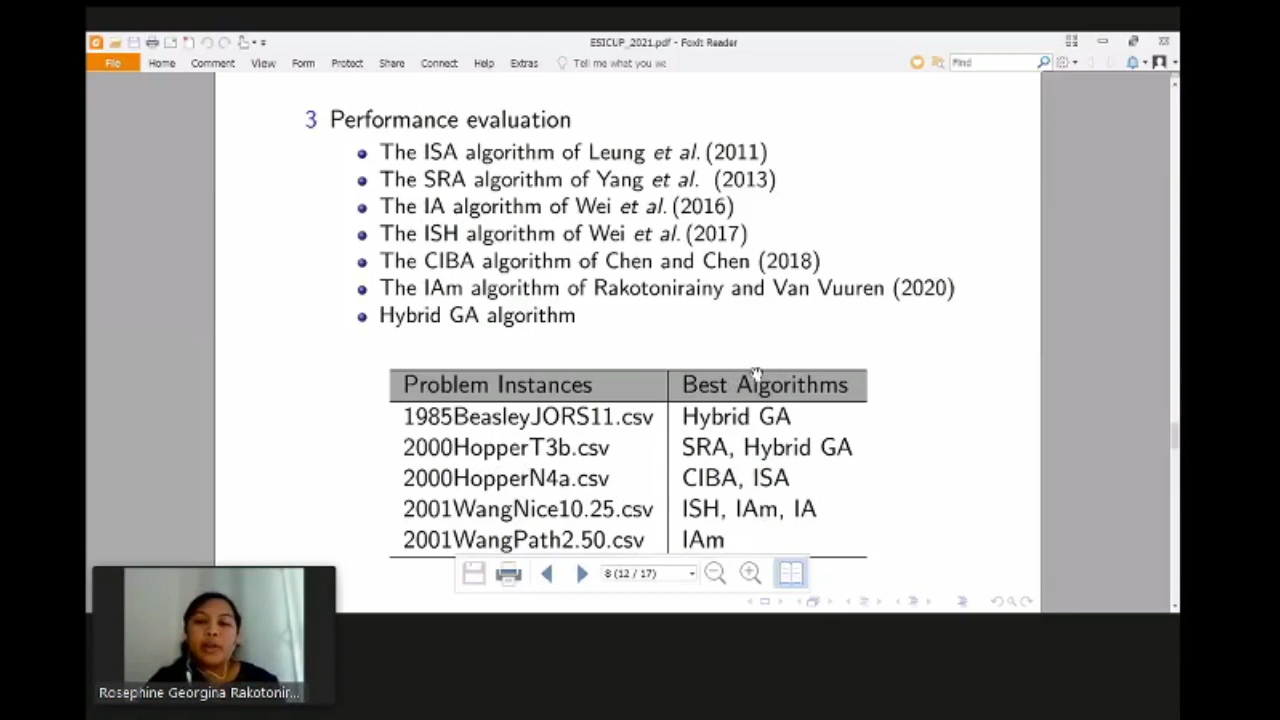 ESICUP_2021.pdf - Foxit Reader
File Home Comment View Form Protect Share Connect Help Extras Tell me what you we Find
3 Performance evaluation
The ISA algorithm of Leung et al. (2011)
The SRA algorithm of Yang et al. (2013)
The IA algorithm of Wei et al. (2016)
The ISH algorithm of Wei et al. (2017)
The CIBA algorithm of Chen and Chen (2018)
The IAm algorithm of Rakotonirainy and Van Vuuren (2020)
Hybrid GA algorithm
Problem Instances Best Algorithms
1985BeasleyJORS11.csv Hybrid GA
2000HopperT3b.csv SRA, Hybrid GA
2000HopperN4a.csv CIBA, ISA
2001WangNice10.25.csv ISH, IAm, IA
2001WangPath2.50.csv IAm
8 (12 / 17)
Rosephine Georgina Rakotonir...